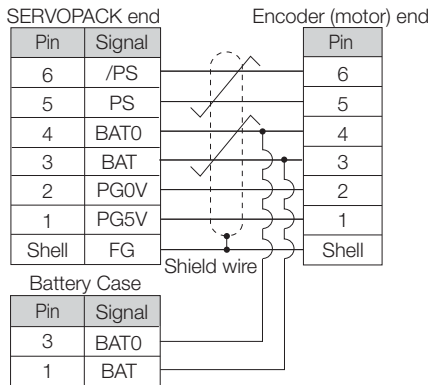 SERVOPACK end Encoder (motor) end
Pin Signal Pin
6 /PS 6
5 PS 5
4 BAT0 4
3 BAT 3
2 PG0V 2
1 PG5V 1
Shell FG Shell
Shield wire
Battery Case
Pin Signal
3 BAT0
1 BAT